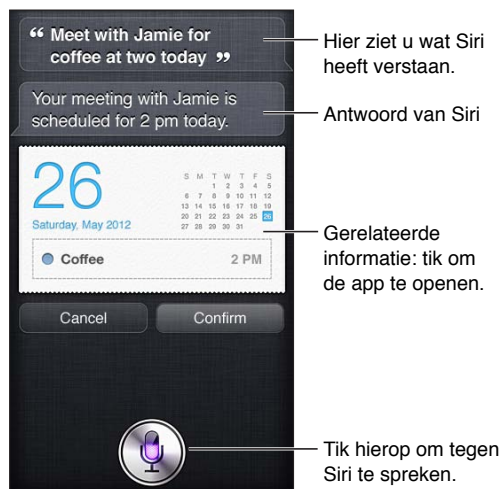 “ Meet with Jamie for
coffee at two today ”
Hier ziet u wat Siri
heeft verstaan.
Your meeting with Jamie is
scheduled for 2 pm today.
Antwoord van Siri
26
Saturday, May 2012
S M T W T F S
1 2 3 4 5
6 7 8 9 10 11 12
13 14 15 16 17 18 19
20 21 22 23 24 25 26
27 28 29 30 31
Coffee 2 PM
Gerelateerde
informatie: tik om
de app te openen.
Cancel Confirm
Tik hierop om tegen
Siri te spreken.